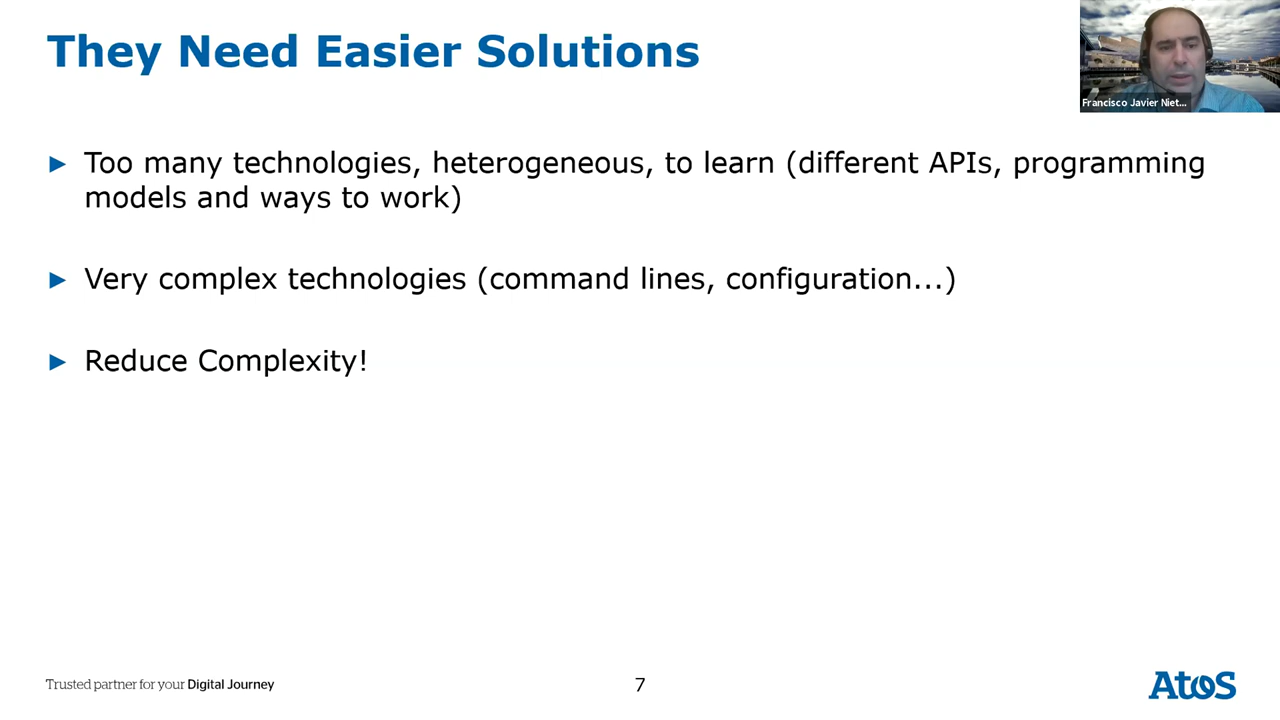 They Need Easier Solutions
Francisco Javier Niet...
► Too many technologies, heterogeneous, to learn (different APIs, programming
models and ways to work)
► Very complex technologies (command lines, configuration...)
► Reduce Complexity!
Trusted partner for your Digital Journey
7
Atos